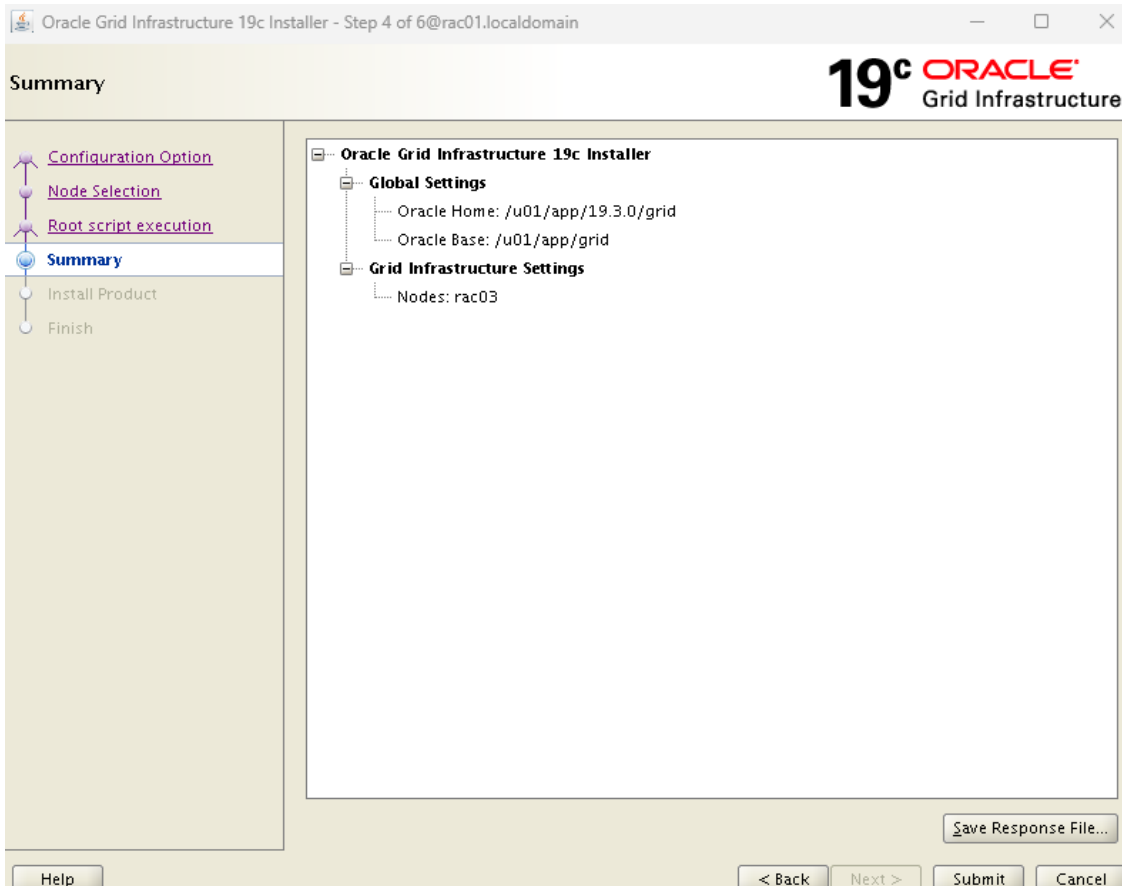 Oracle Grid Infrastructure 19c Installer - Step 4 of 6@rac01.localdomain
Summary
19c ORACLE
Grid Infrastructure
Configuration Option
Node Selection
Root script execution
Summary
Install Product
Finish
Oracle Grid Infrastructure 19c Installer
Global Settings
Oracle Home: /u01/app/19.3.0/grid
Oracle Base: /u01/app/grid
Grid Infrastructure Settings
Nodes: rac03
Save Response File...
Help
< Back
Next >
Submit
Cancel